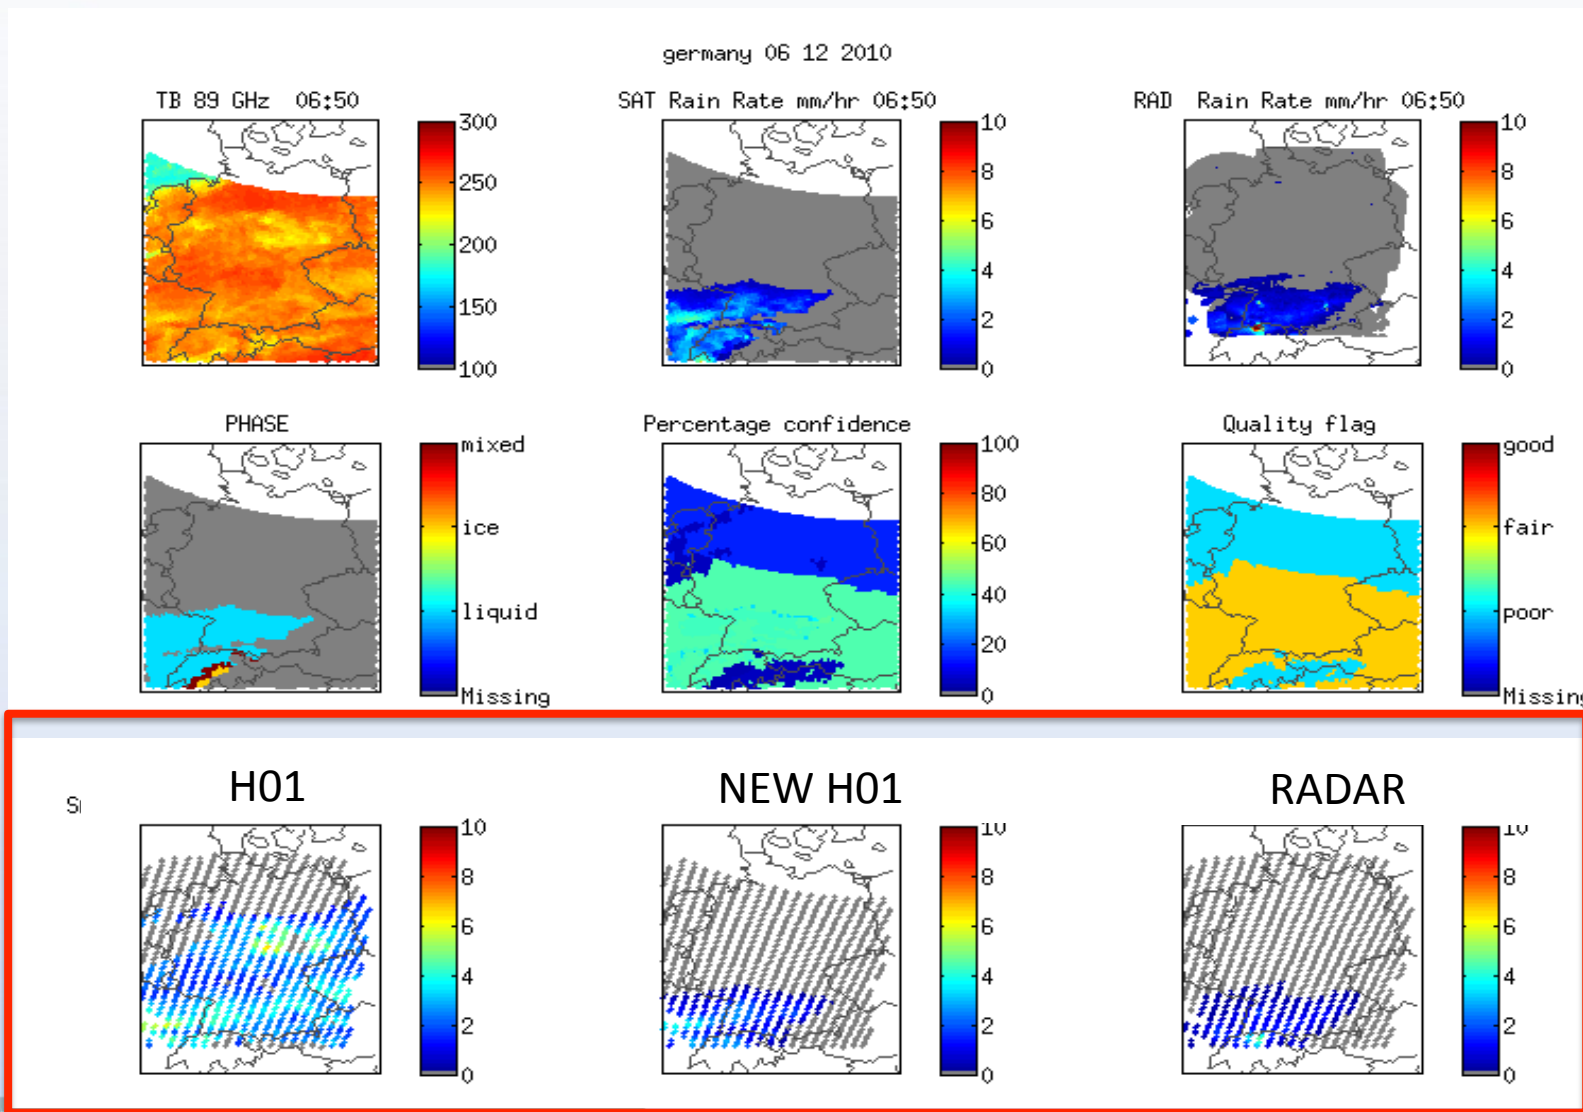 germany 06 12 2010
TB 89 GHz 06:50
300
250
200
150
100
SAT Rain Rate mm/hr 06:50
10
8
6
4
2
0
RAD Rain Rate mm/hr 06:50
10
8
6
4
2
0
PHASE
mixed
ice
liquid
Missing
Percentage confidence
100
80
60
40
20
0
Quality flag
good
fair
poor
Missing
H01
10
8
6
4
2
0
NEW H01
10
8
6
4
2
0
RADAR
10
8
6
4
2
0